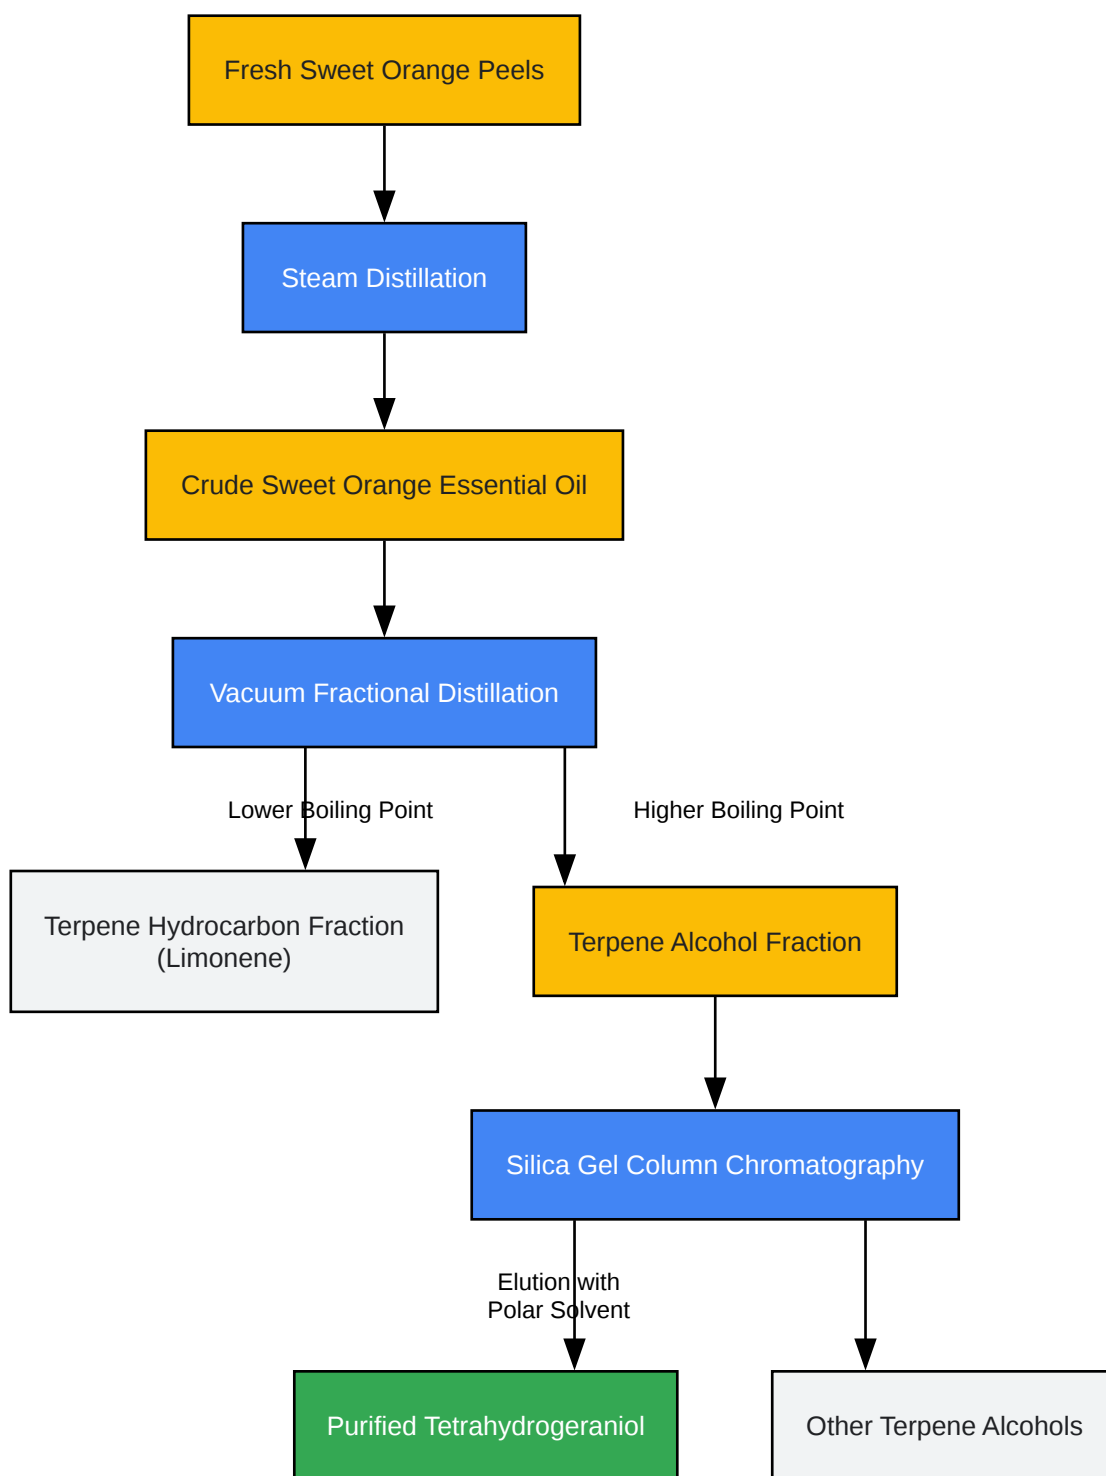 Fresh Sweet Orange Peels
Steam Distillation
Crude Sweet Orange Essential Oil
Vacuum Fractional Distillation
Lower Boiling Point
Higher Boiling Point
Terpene Hydrocarbon Fraction
(Limonene)
Terpene Alcohol Fraction
Silica Gel Column Chromatography
Elution with
Polar Solvent
Purified Tetrahydrogeraniol
Other Terpene Alcohols